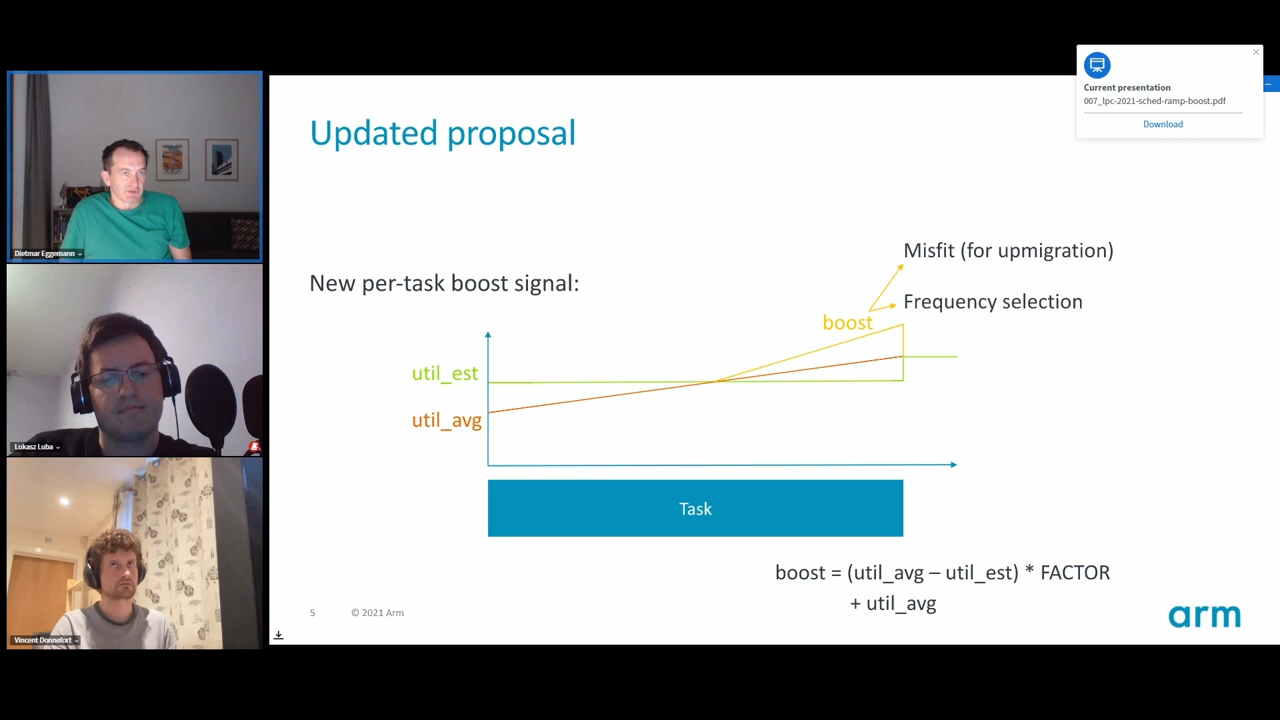 Current presentation
007_lpc-2021-sched-ramp-boost.pdf
Download
Updated proposal
New per-task boost signal:
Misfit (for upmigration)
Frequency selection
boost
util_est
util_avg
Task
boost = (util_avg – util_est) * FACTOR
+ util_avg
5 © 2021 Arm
arm
Dietmar Eggemann
Lukasz Luba
Vincent Donnefort